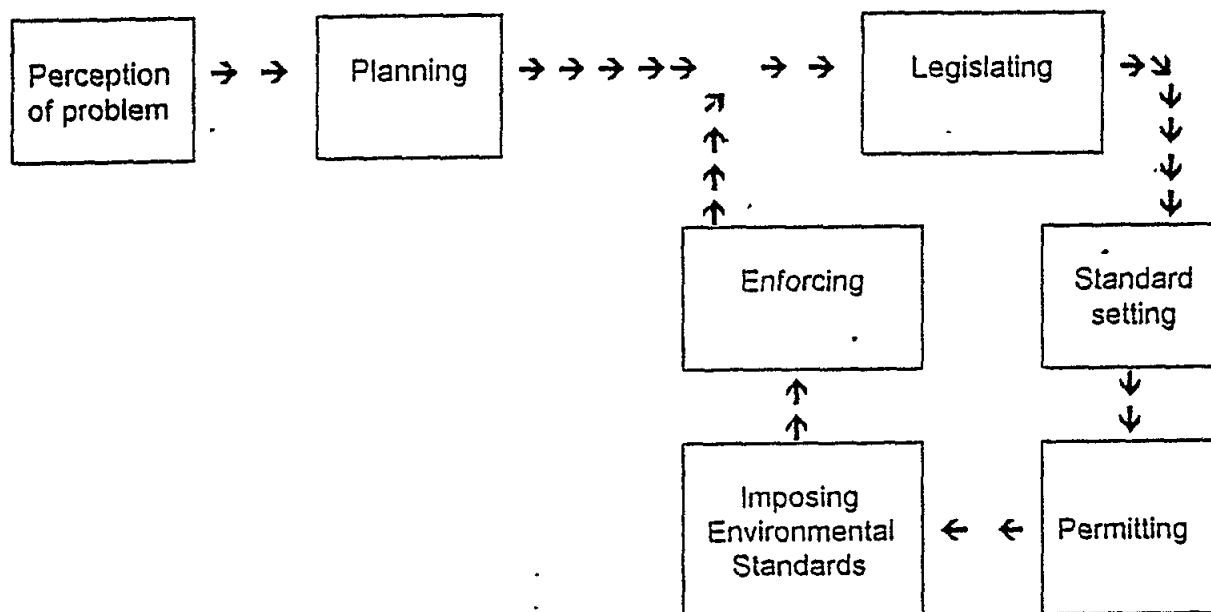 Perception
of problem
Planning
Legislating
Enforcing
Standard
setting
Imposing
Environmental
Standards
Permitting